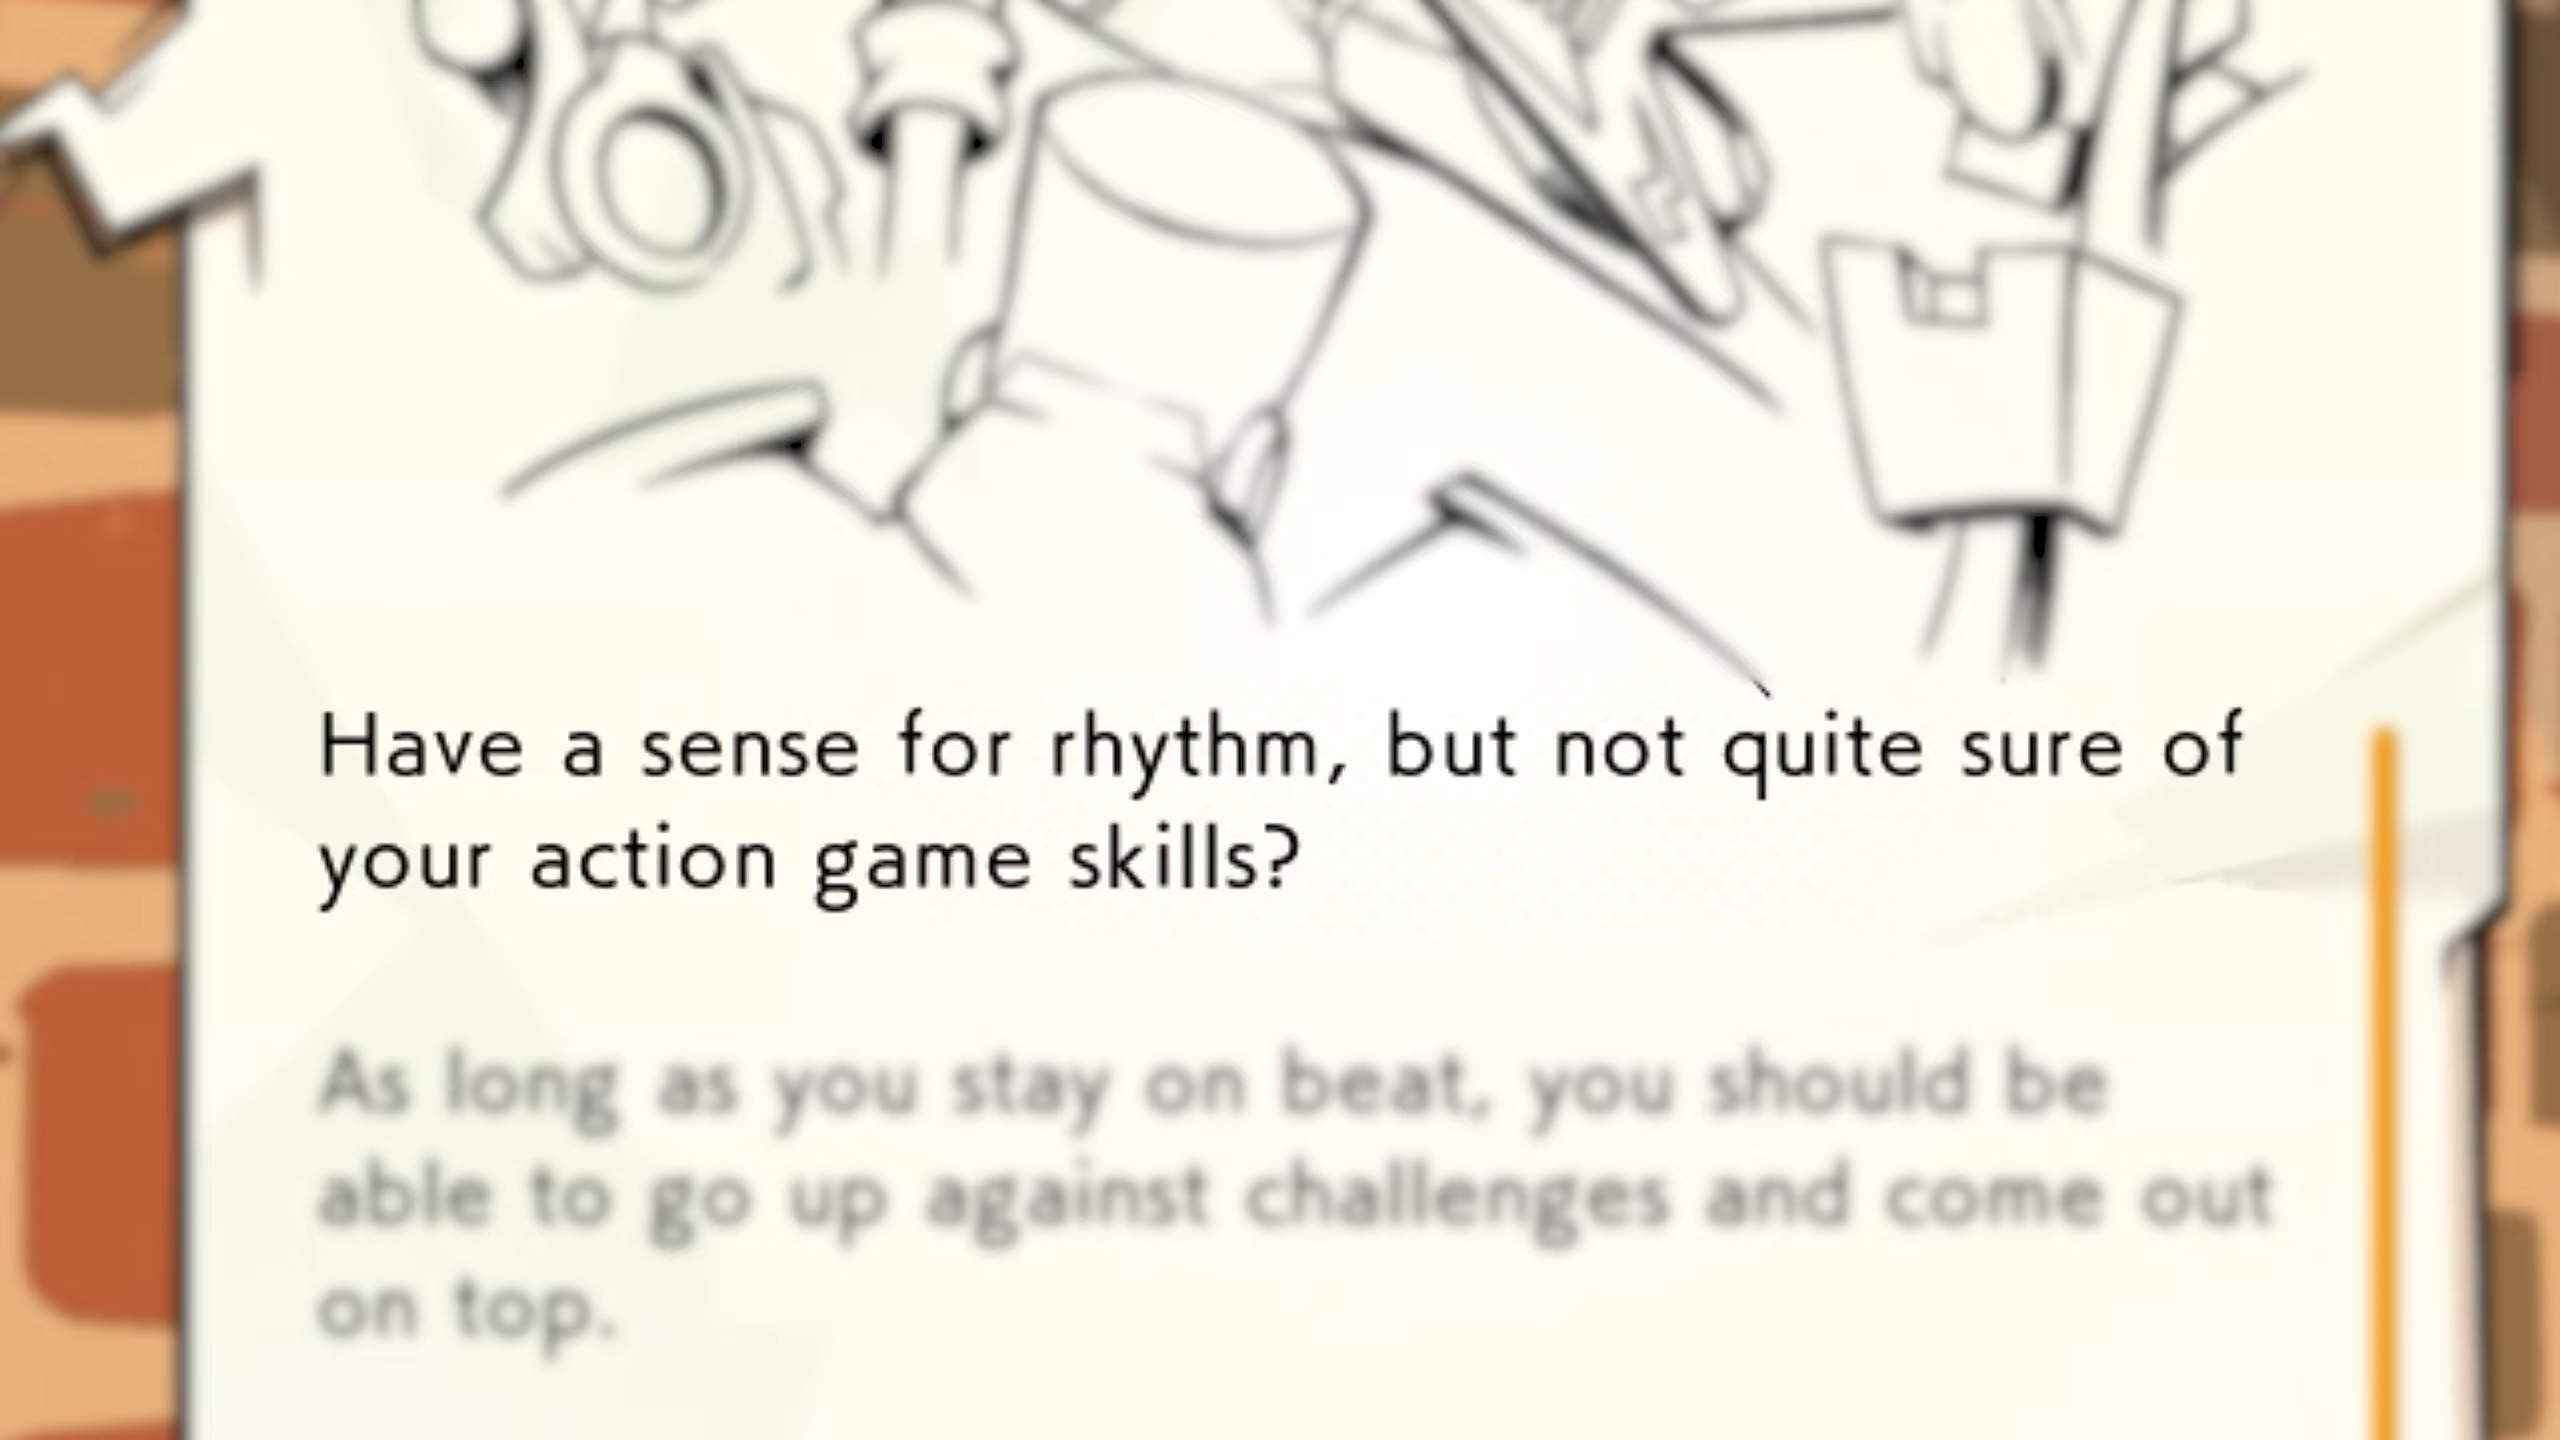 Have a sense for rhythm, but not quite sure of
your action game skills?
As long as you stay on beat, you should be
able to go up against challenges and come out
on top.